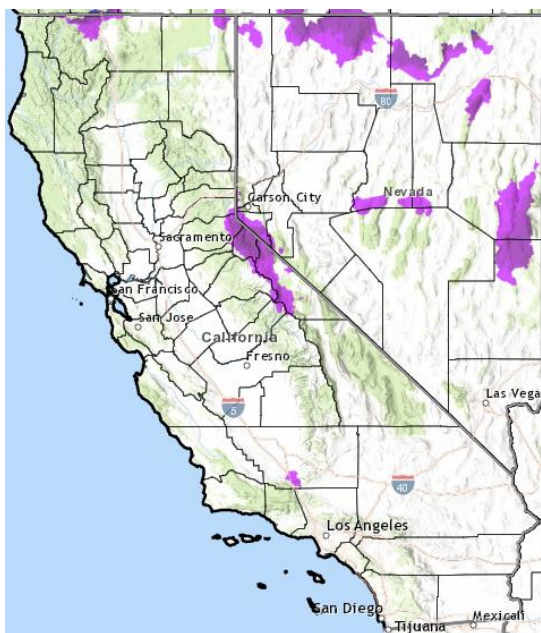 80
Carson City
Nevada
Sacramento
San Francisco
San Jose
California
Fresno
Las Vega
5
40
Los Angeles
San Diego
Tijuana
Mexicali